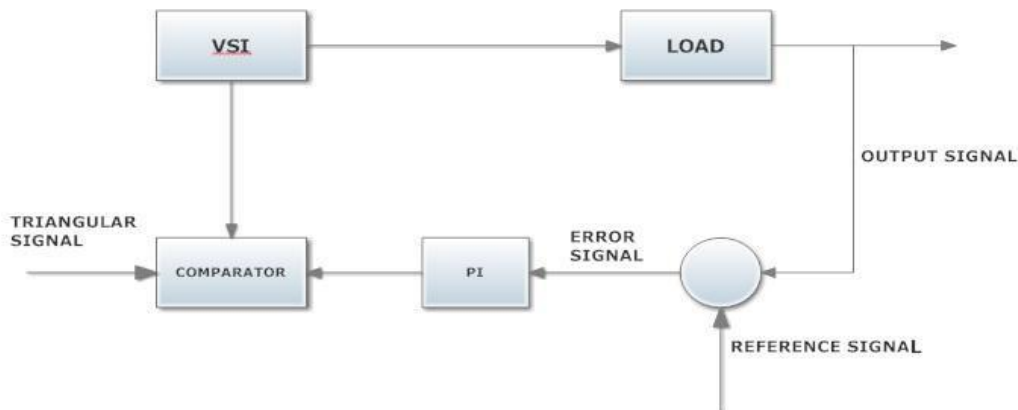 VSI
LOAD
OUTPUT SIGNAL
TRIANGULAR
SIGNAL
COMPARATOR
PI
ERROR
SIGNAL
REFERENCE SIGNAL